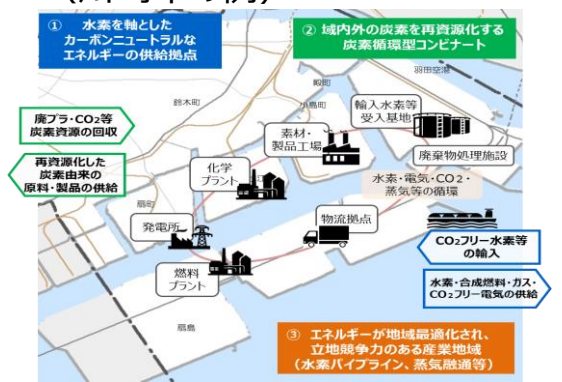 ① 水素を軸とした
カーボンニュートラルな
エネルギーの供給拠点
② 域内外の炭素を再資源化する
炭素循環型コンビナート
羽田空港
殿町
鈴木町
小島町
輸入水素等
受入基地
廃プラ・CO2等
炭素資源の回収
素材・
製品工場
廃棄物処理施設
再資源化した
炭素由来の
原料・製品の供給
化学
プラント
水素・電気・CO2・
蒸気等の循環
扇町
発電所
物流拠点
CO2フリー水素等
の輸入
燃料
プラント
水素・合成燃料・ガス・
CO2フリー電気の供給
扇島
③ エネルギーが地域最適化され、
立地競争力のある産業地域
(水素パイプライン、蒸気融通等)